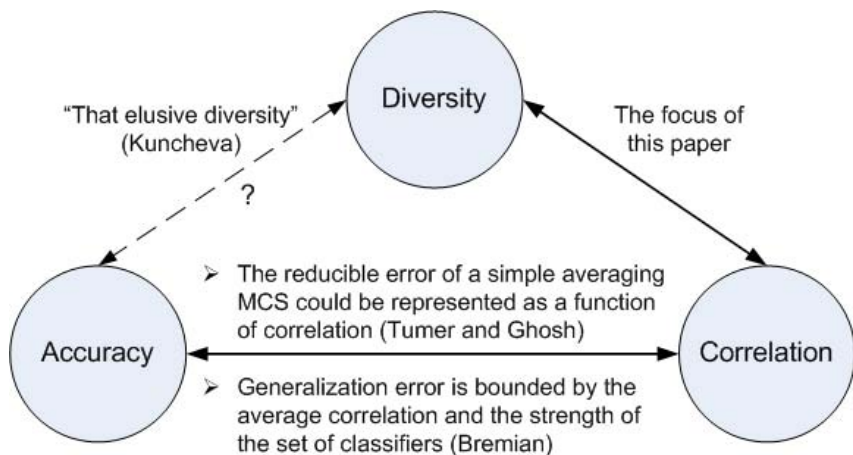 Diversity
“That elusive diversity”
(Kuncheva)
?
The focus of
this paper
Accuracy
Correlation
➢ The reducible error of a simple averaging
MCS could be represented as a function
of correlation (Tumer and Ghosh)
➢ Generalization error is bounded by the
average correlation and the strength of
the set of classifiers (Bremian)